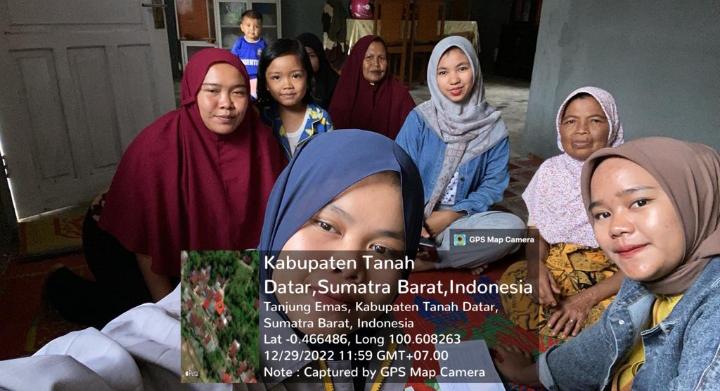 GPS Map Camera
Kabupaten Tanah
Datar,Sumatra Barat,Indonesia
Tanjung Emas, Kabupaten Tanah Datar,
Sumatra Barat, Indonesia
Lat -0.466486, Long 100.608263
12/29/2022 11:59 GMT+07.00
Note : Captured by GPS Map Camera